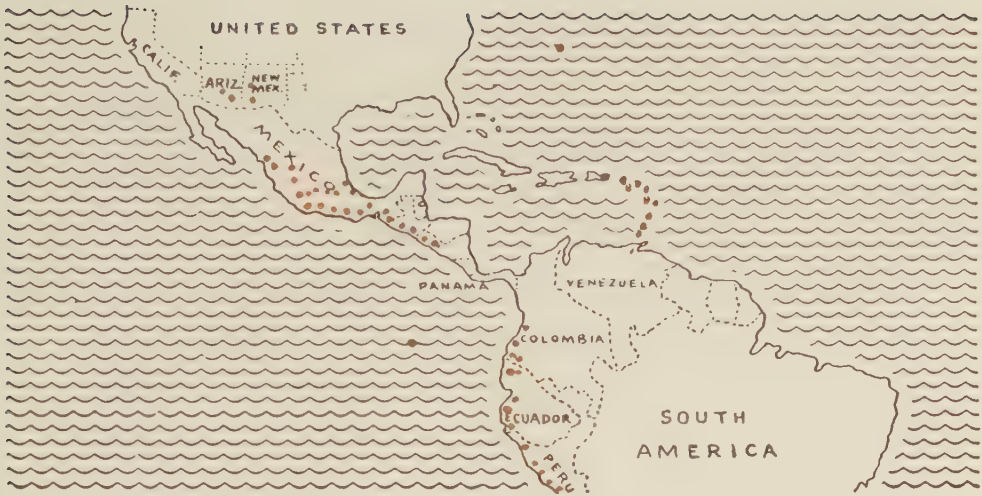 UNITED STATES
CALIF
ARIZ.
NEW
MEX.
MEXICO
PANAMA
VENEZUELA
COLOMBIA
ECUADOR
SOUTH
AMERICA
PERU